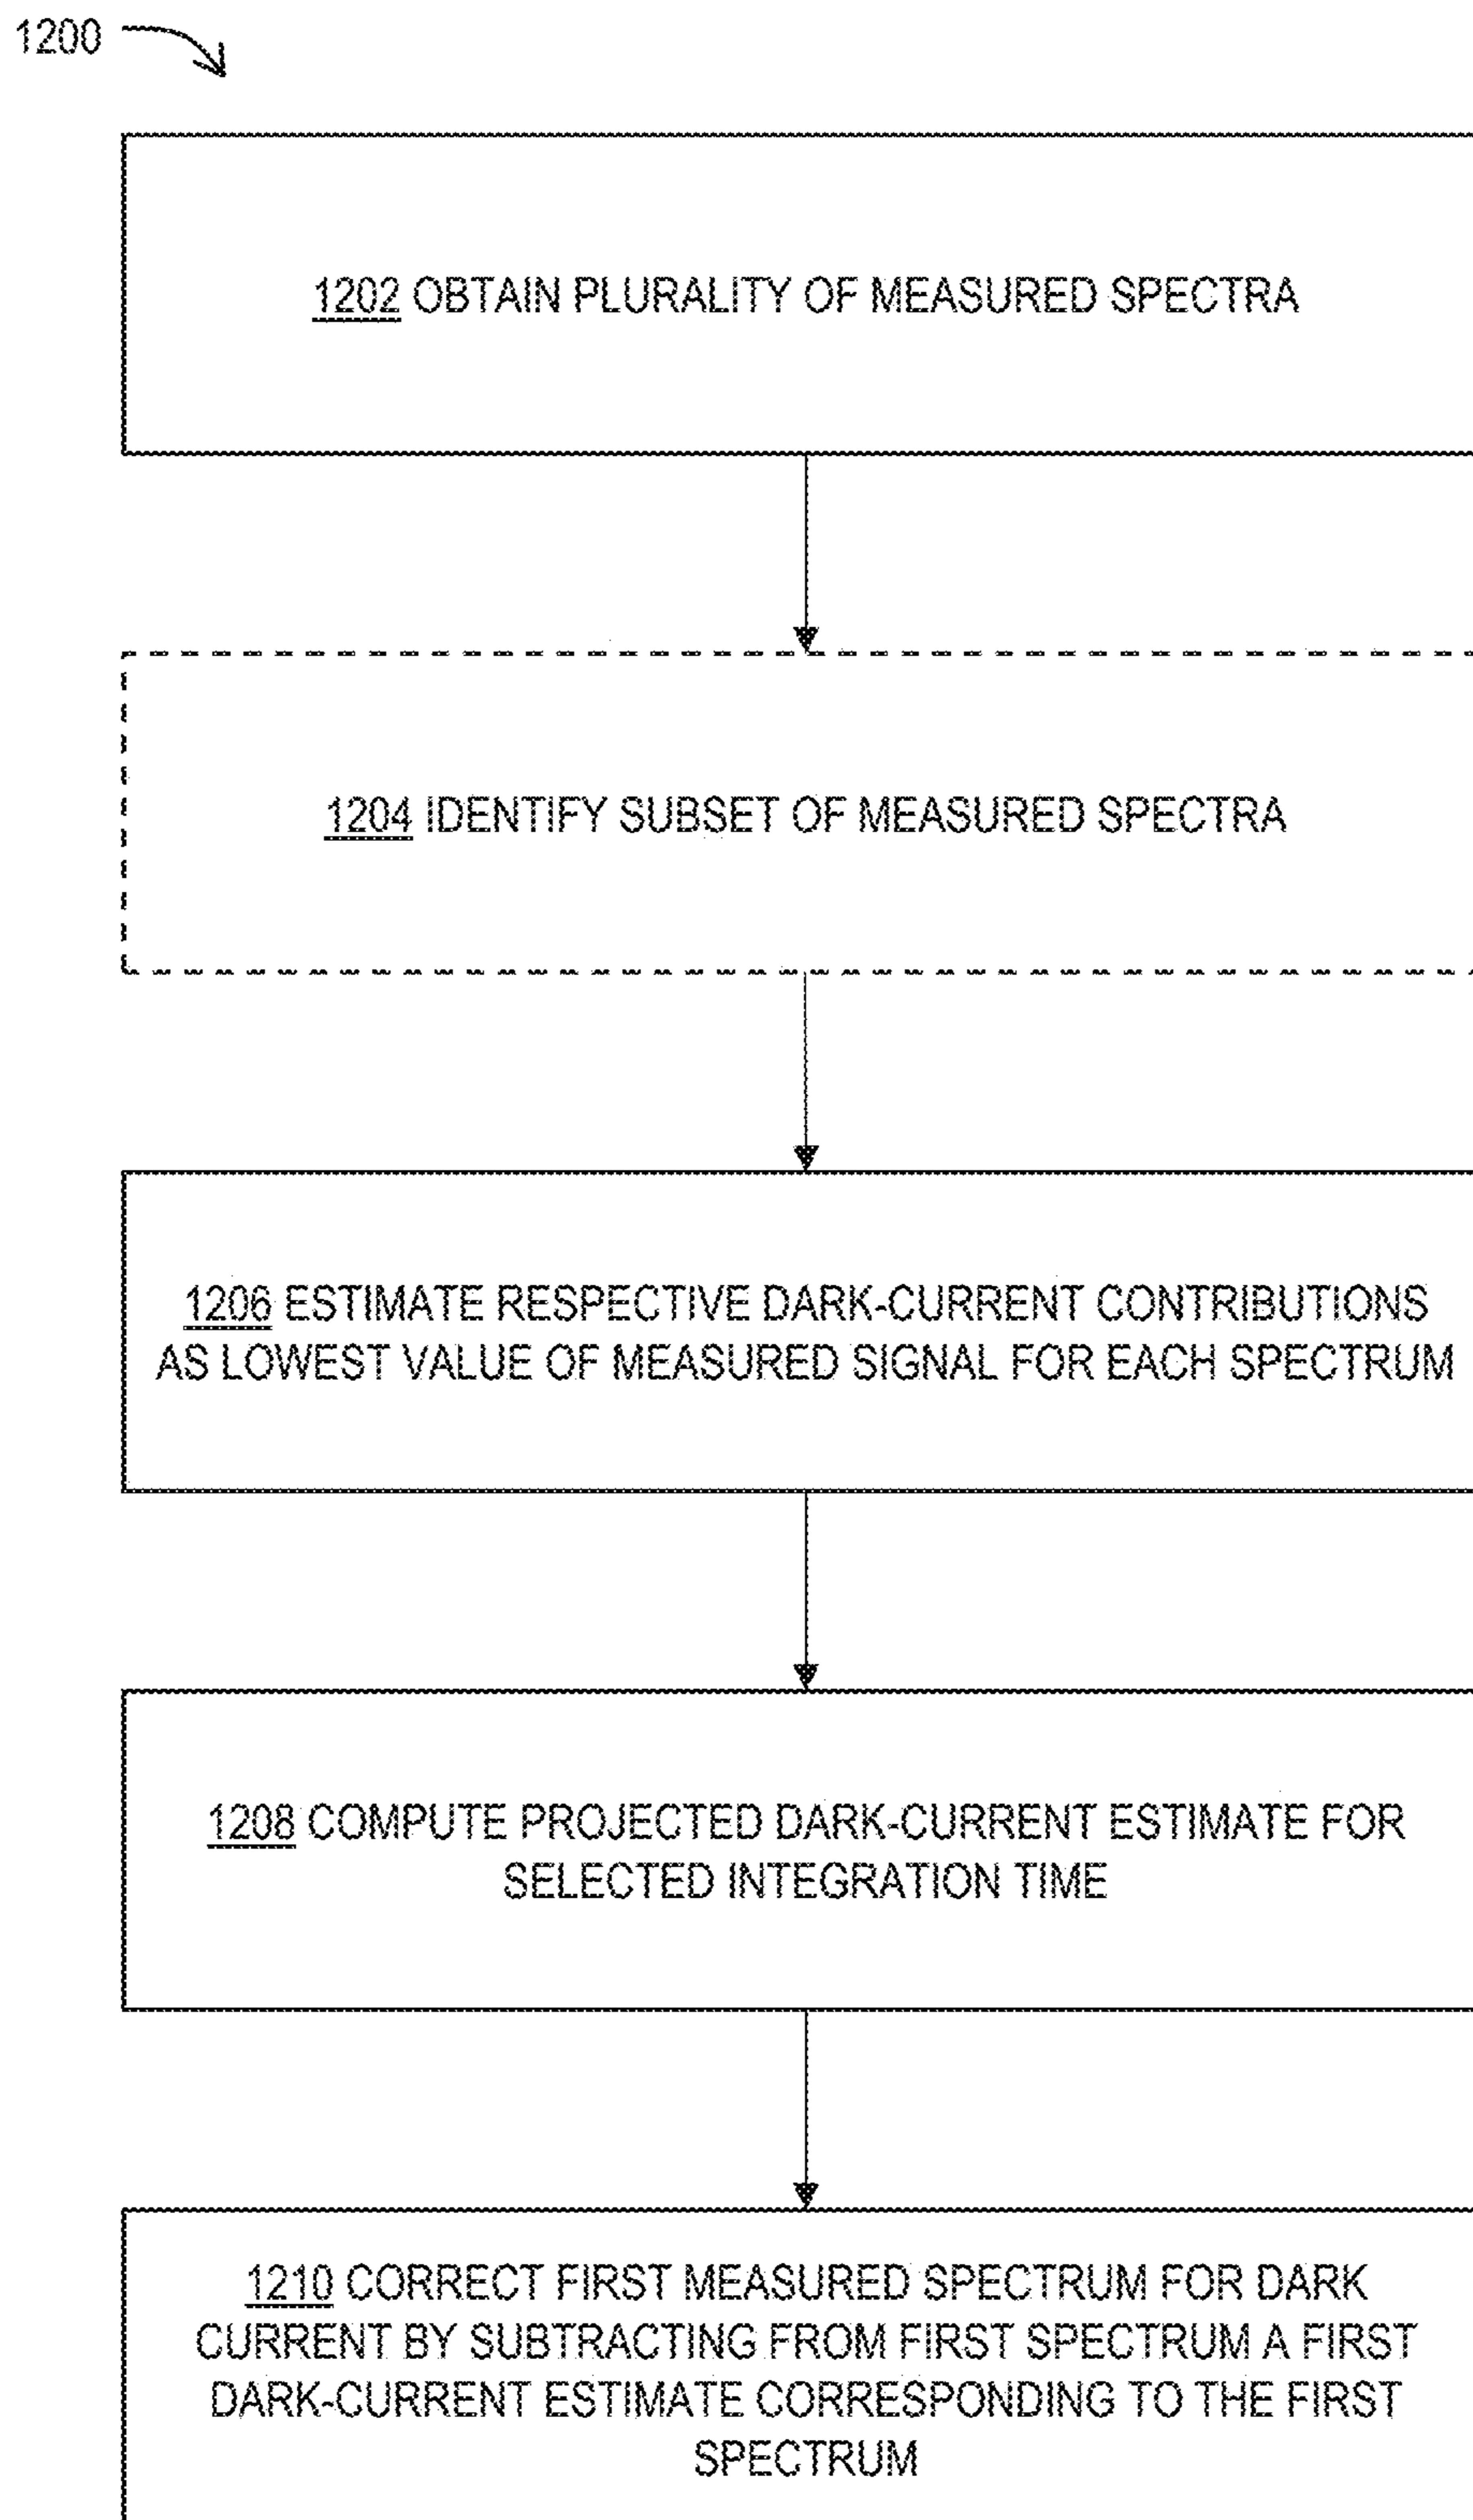 1200
1202 OBTAIN PLURALITY OF MEASURED SPECTRA
1204 IDENTIFY SUBSET OF MEASURED SPECTRA
1206 ESTIMATE RESPECTIVE DARK-CURRENT CONTRIBUTIONS
AS LOWEST VALUE OF MEASURED SIGNAL FOR EACH SPECTRUM
1208 COMPUTE PROJECTED DARK-CURRENT ESTIMATE FOR
SELECTED INTEGRATION TIME
1210 CORRECT FIRST MEASURED SPECTRUM FOR DARK
CURRENT BY SUBTRACTING FROM FIRST SPECTRUM A FIRST
DARK-CURRENT ESTIMATE CORRESPONDING TO THE FIRST
SPECTRUM